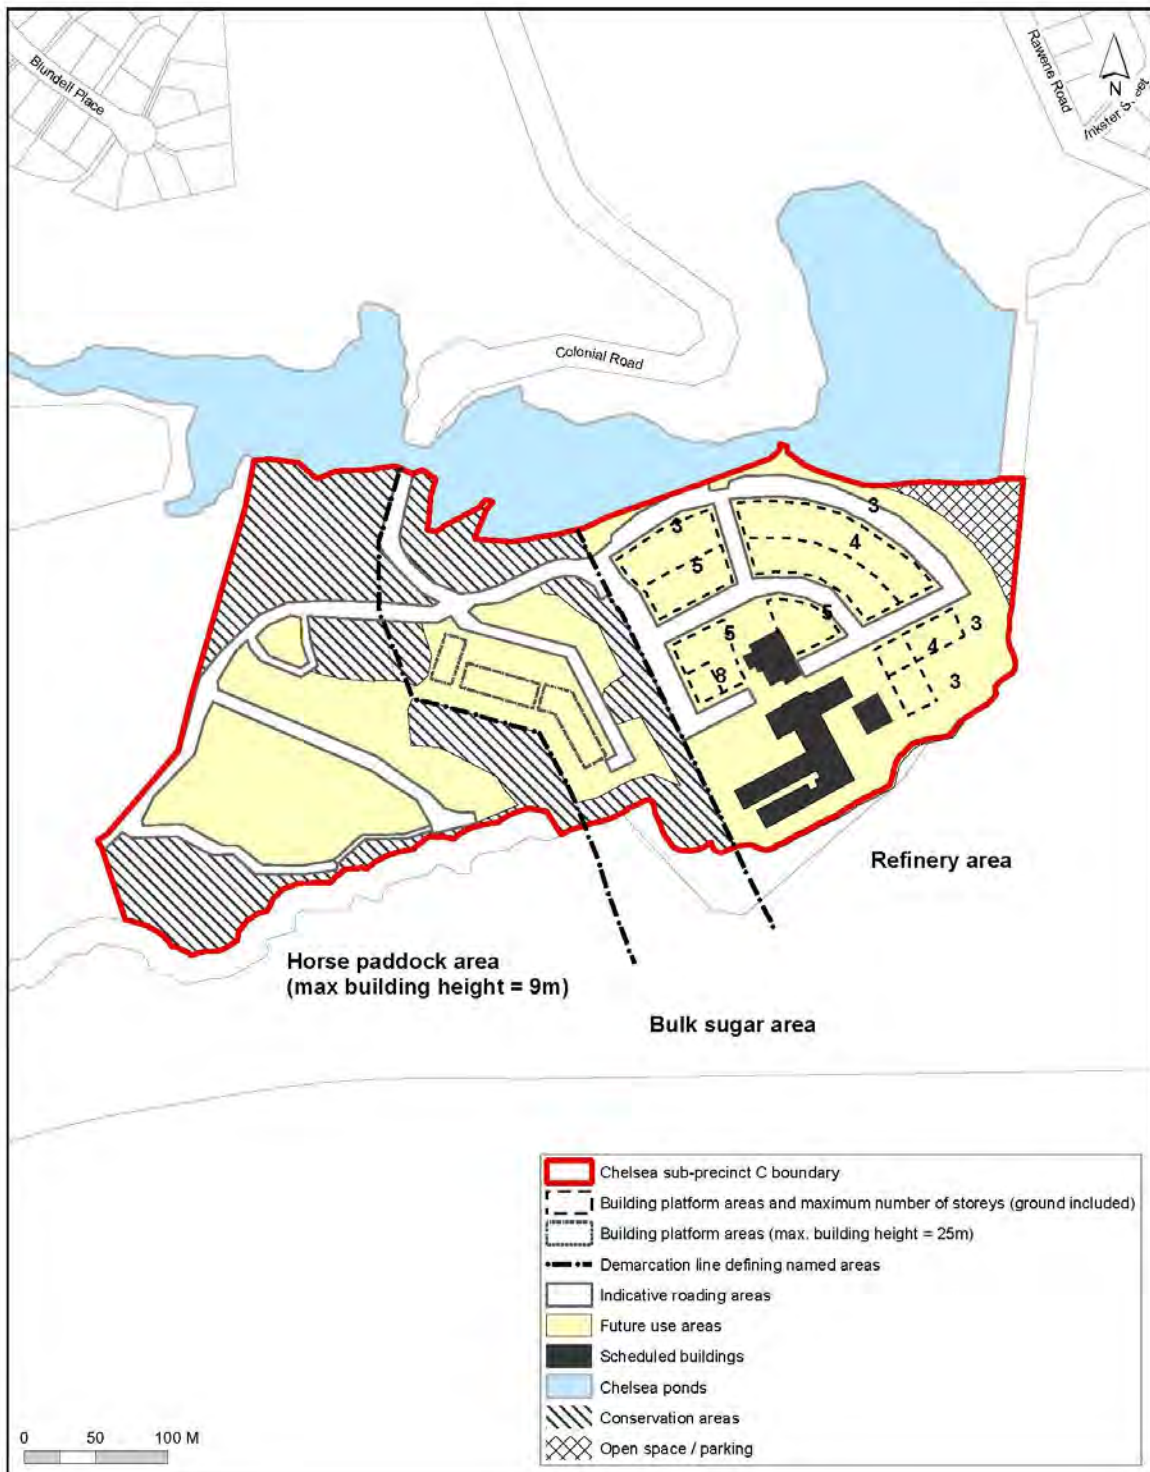 Blundell Place
Rawene Road
N
Inkster Street
Colonial Road
3
3
4
5
5
5
8
3
4
3
Refinery area
Horse paddock area
(max building height = 9m)
Bulk sugar area
Chelsea sub-precinct C boundary
Building platform areas and maximum number of storeys (ground included)
Building platform areas (max. building height = 25m)
Demarcation line defining named areas
Indicative roading areas
Future use areas
Scheduled buildings
Chelsea ponds
Conservation areas
Open space / parking
0 50 100 M